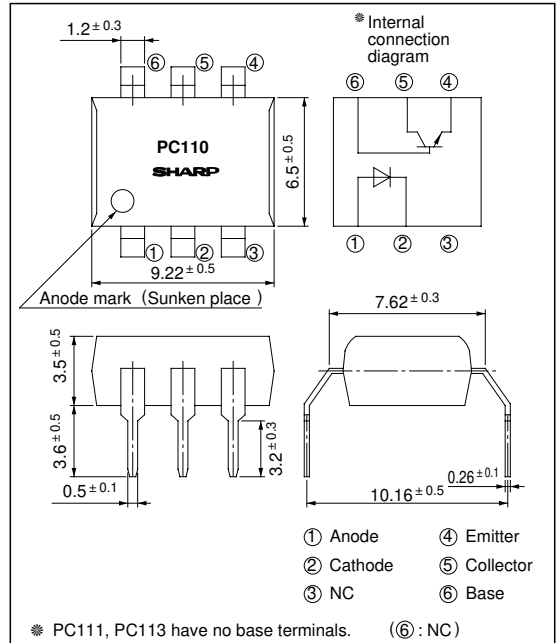 1.2± 0.3
⑥ ⑤ ④
PC110
SHARP
6.5± 0.5
① ② ③
9.22± 0.5
Anode mark (Sunken place )
※ Internal
connection
diagram
⑥ ⑤ ④
① ② ③
3.5± 0.5
3.6± 0.5
0.5± 0.1
3.2± 0.3
7.62± 0.3
0.26± 0.1
10.16± 0.5
① Anode ④ Emitter
② Cathode ⑤ Collector
③ NC ⑥ Base
※ PC111, PC113 have no base terminals. (⑥ : NC )